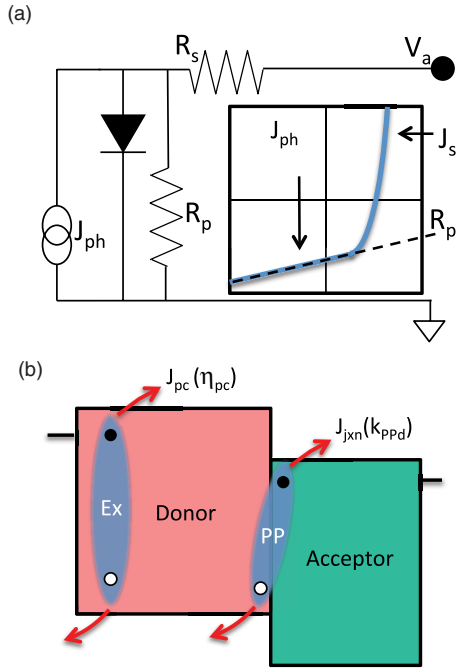 (a)
R_s
V_a
J_ph
J_s
J_ph
R_p
R_p
(b)
J_pc (η_pc)
J_jxn(k_PPd)
Ex
Donor
PP
Acceptor